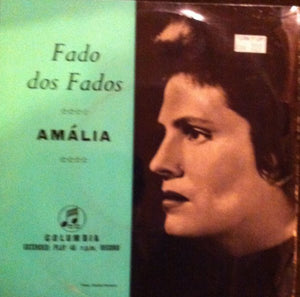 Fado
dos Fados
AMÁLIA
COLUMBIA
EXTENDED PLAY 45 r.p.m. RECORD